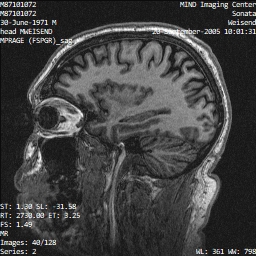 M87101072
M87101072
30-June-1971 M
head MWEISEND
MPRAGE (FSPGR)_sag
MIND Imaging Center
Sonata
Weisend
20-September-2005 10:01:31
ST: 1.30 SL: -31.58
RT: 2730.00 ET: 3.25
FS: 1.49
MR
Images: 40/128
Series: 2
WL: 361 WW: 798